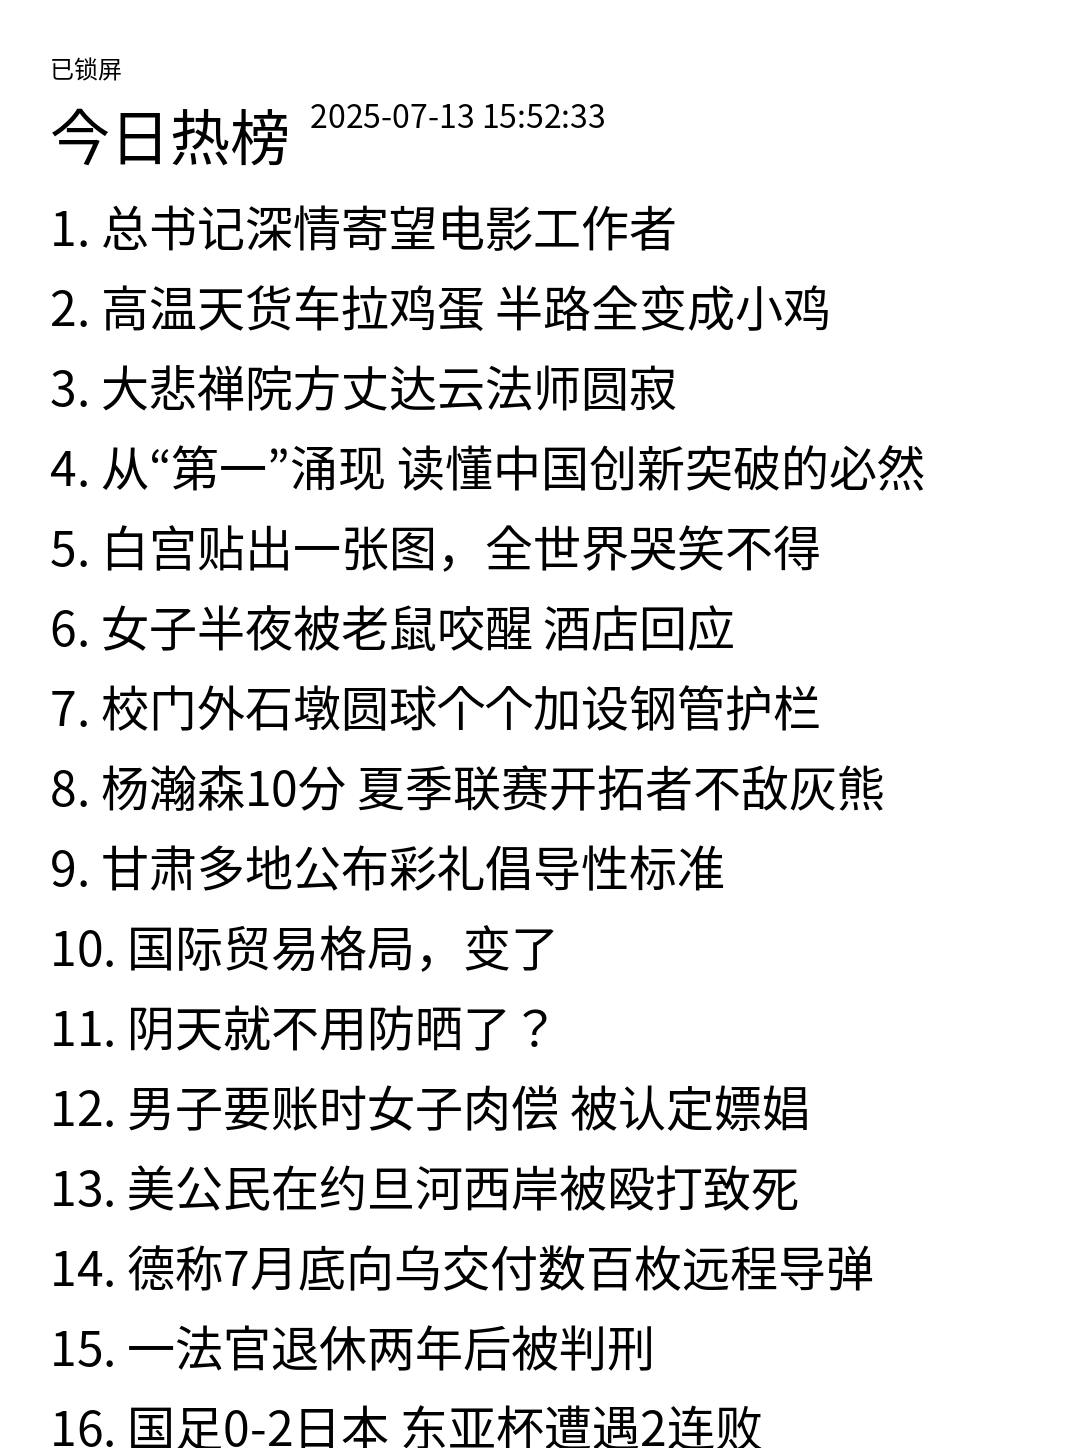 已锁屏
今日热榜 2025-07-13 15:52:33
1. 总书记深情寄望电影工作者
2. 高温天货车拉鸡蛋 半路全变成小鸡
3. 大悲禅院方丈达云法师圆寂
4. 从“第一”涌现 读懂中国创新突破的必然
5. 白宫贴出一张图，全世界哭笑不得
6. 女子半夜被老鼠咬醒 酒店回应
7. 校门外石墩圆球个个加设钢管护栏
8. 杨瀚森10分 夏季联赛开拓者不敌灰熊
9. 甘肃多地公布彩礼倡导性标准
10. 国际贸易格局，变了
11. 阴天就不用防晒了？
12. 男子要账时女子肉偿 被认定嫖娼
13. 美公民在约旦河西岸被殴打致死
14. 德称7月底向乌交付数百枚远程导弹
15. 一法官退休两年后被判刑
16. 国足0-2日本 东亚杯遭遇2连败